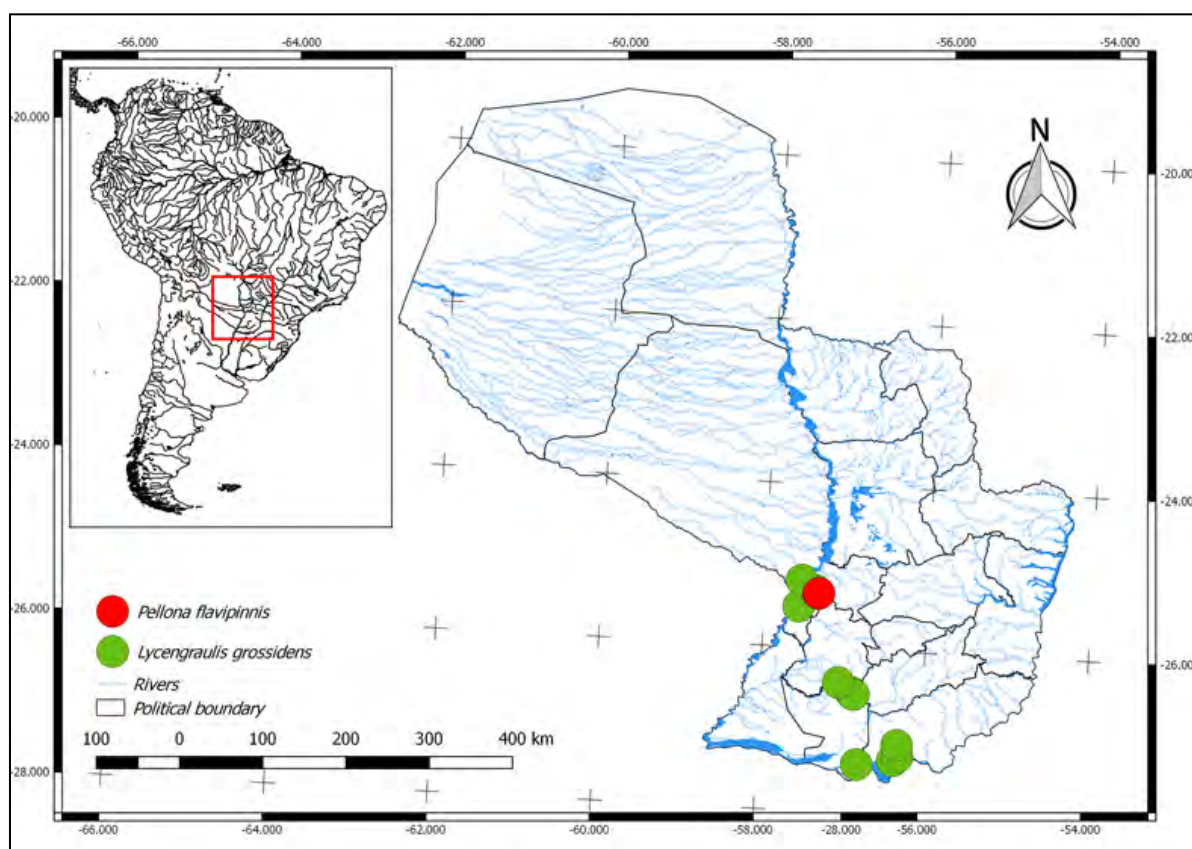 -66.000 -64.000 -62.000 -60.000 -58.000 -56.000 -54.000
-20.000
-22.000
-24.000
-26.000
-28.000
N
-20.000
-22.000
-24.000
-26.000
Pellona flavipinnis
Lycengraulis grossidens
Rivers
Political boundary
100 0 100 200 300 400 km
-66.000 -64.000 -62.000 -60.000 -58.000 -28.000 -56.000 -54.000